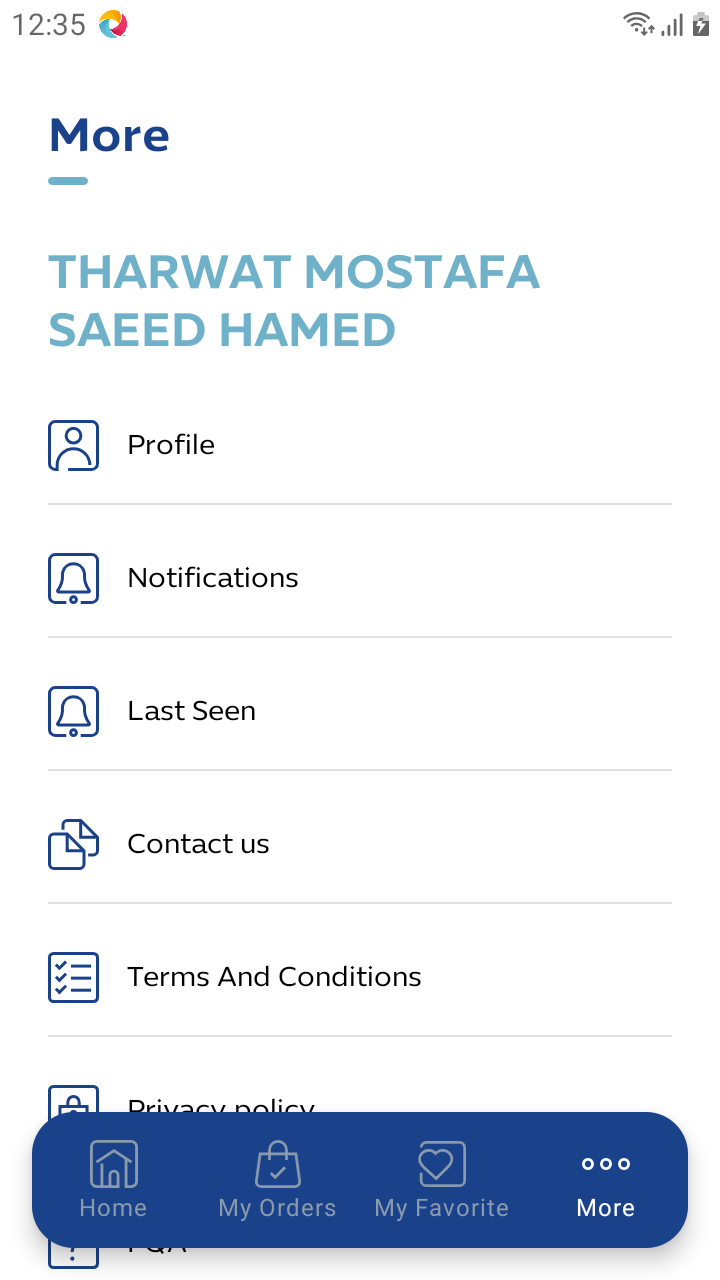 12:35
More
THARWAT MOSTAFA
SAEED HAMED
Profile
Notifications
Last Seen
Contact us
Terms And Conditions
Privacy policy
Home
My Orders
My Favorite
More